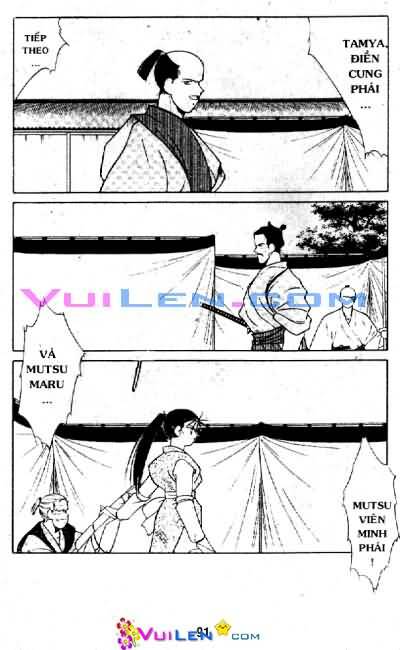 TIẾP
THEO
...
TAMYA,
ĐIỀN
CUNG
PHÁI
...
VUILEN.COM
VÀ
MUTSU
MARU
...
MUTSU
VIÊN
MINH
PHÁI
!
91
VUILEN.COM